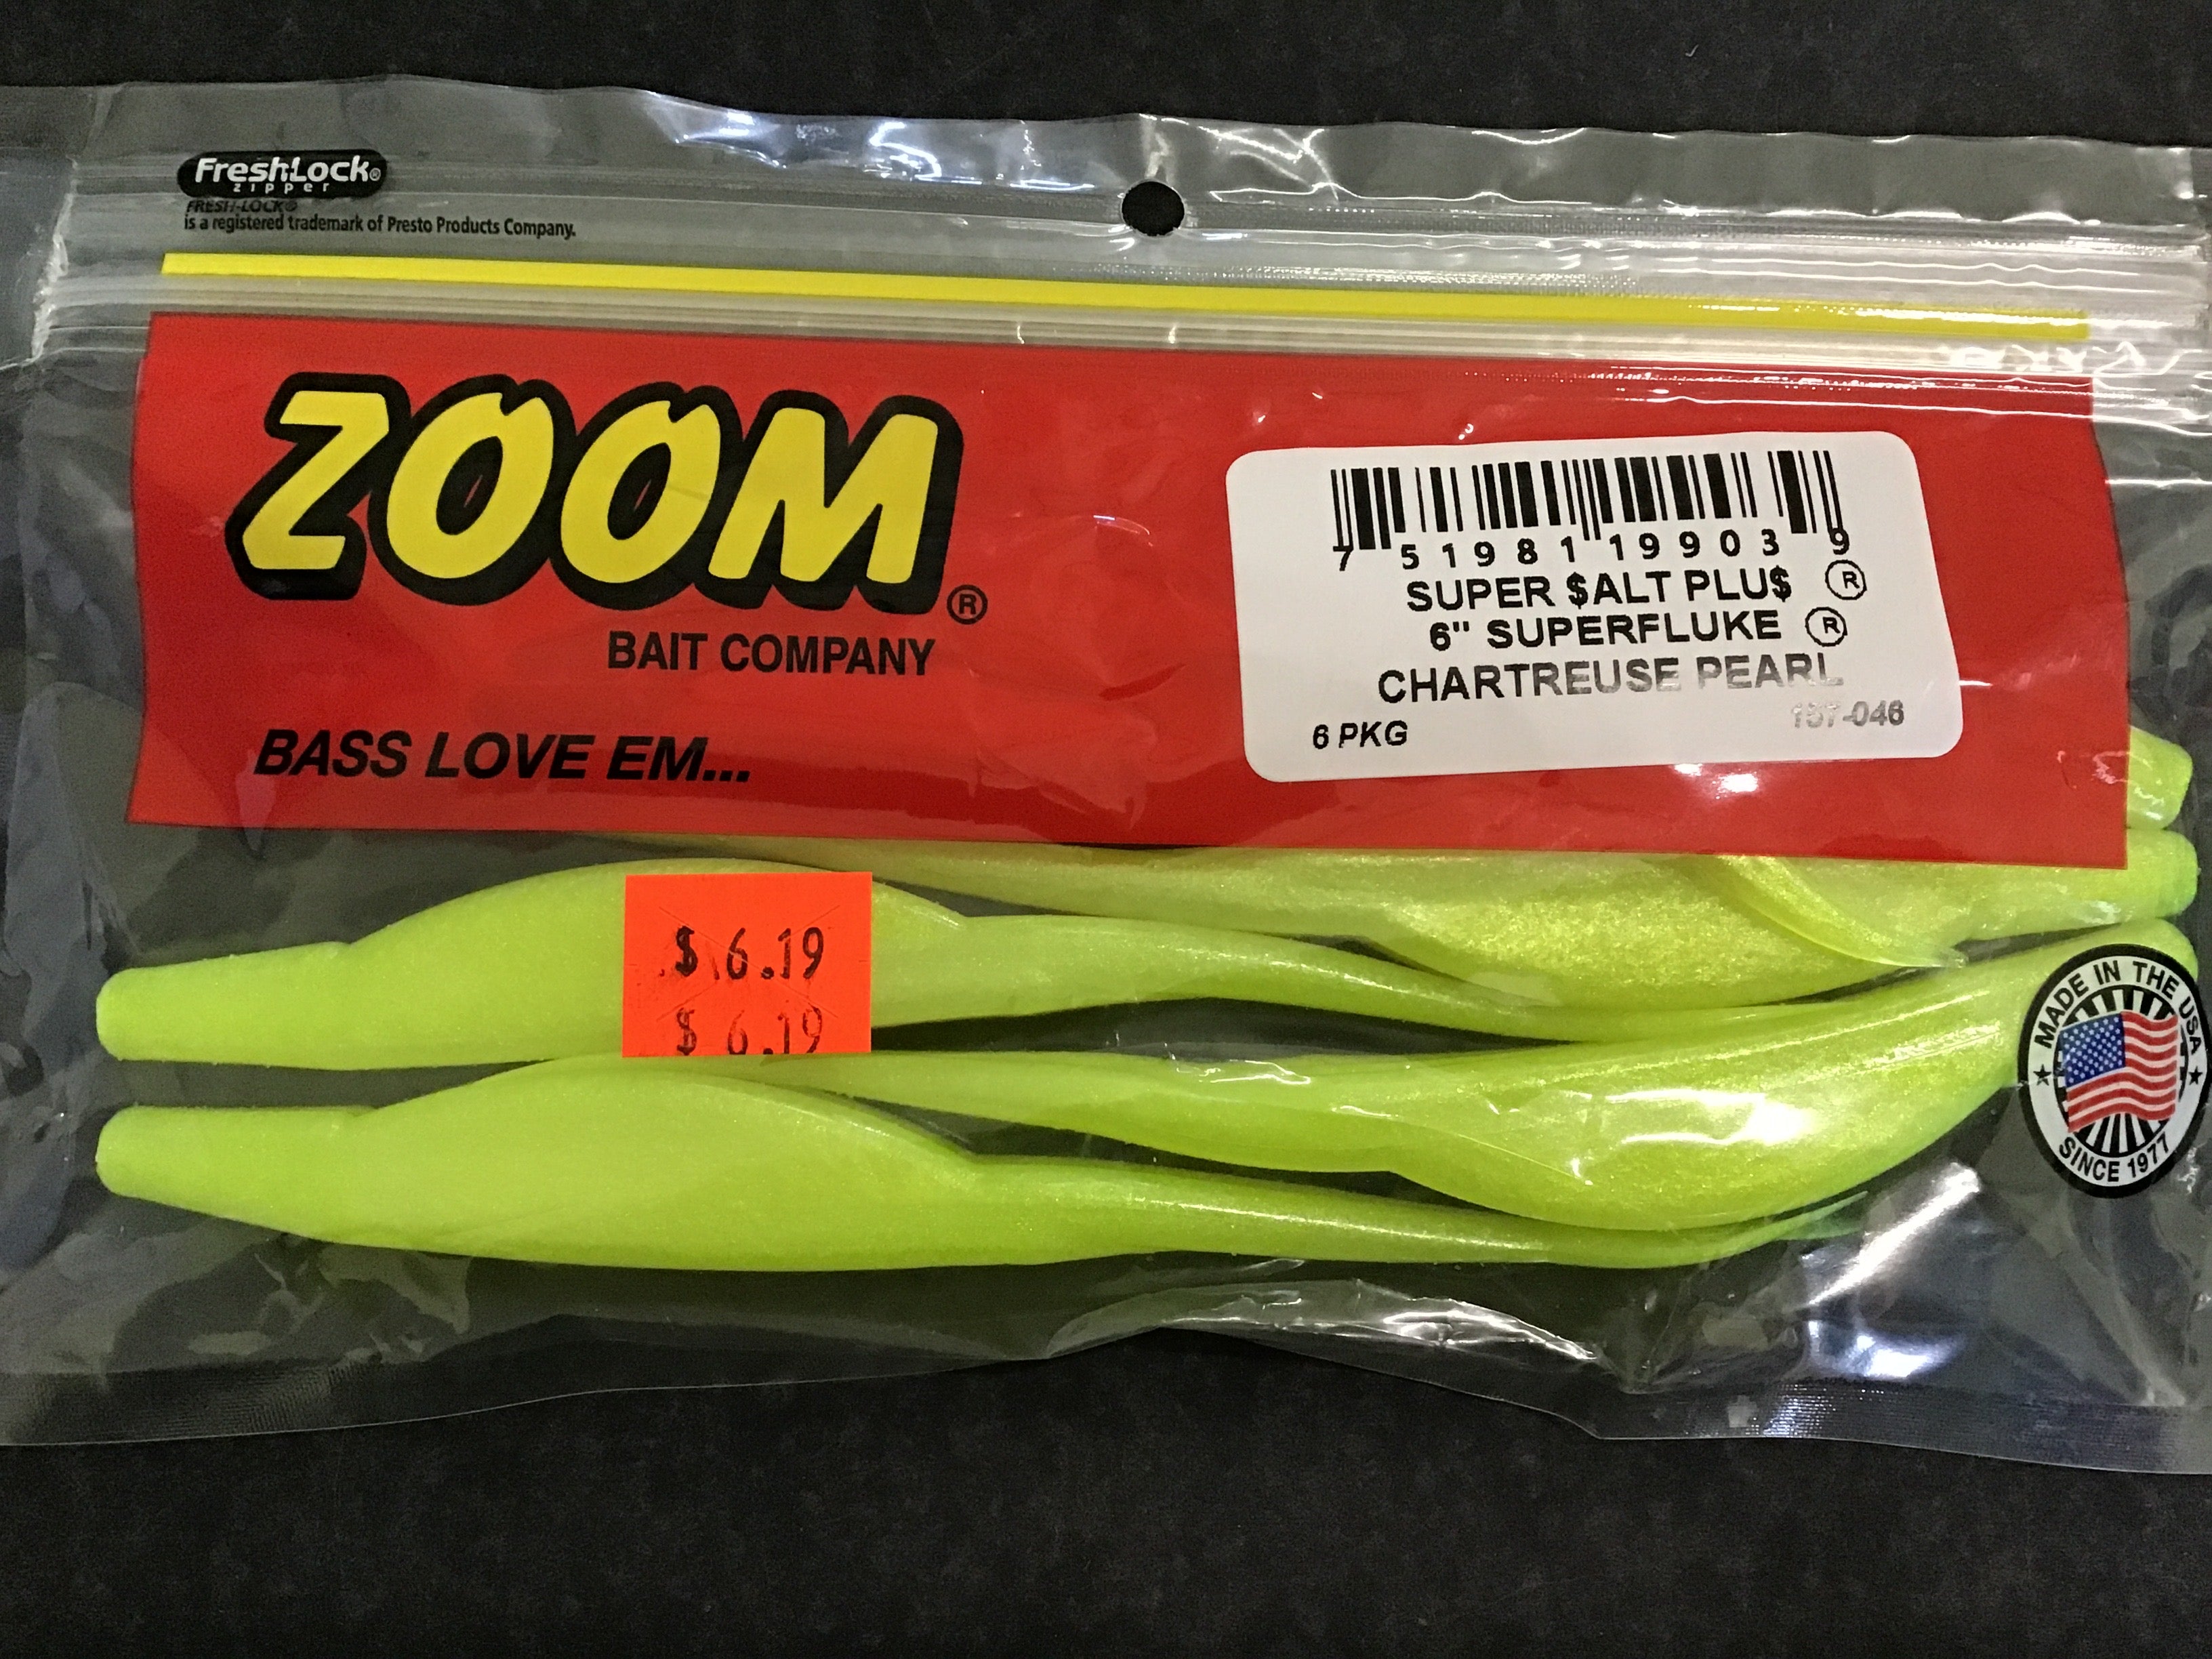 FreshLock®
zipper
FRESH-LOCK®
is a registered trademark of Presto Products Company.
ZOOM®
BAIT COMPANY
BASS LOVE EM...
7 51981 19903 9
SUPER $ALT PLU$ ®
6" SUPERFLUKE ®
CHARTREUSE PEARL
6 PKG 157-046
$ 6.19
$ 6.19
MADE IN THE USA
SINCE 1977